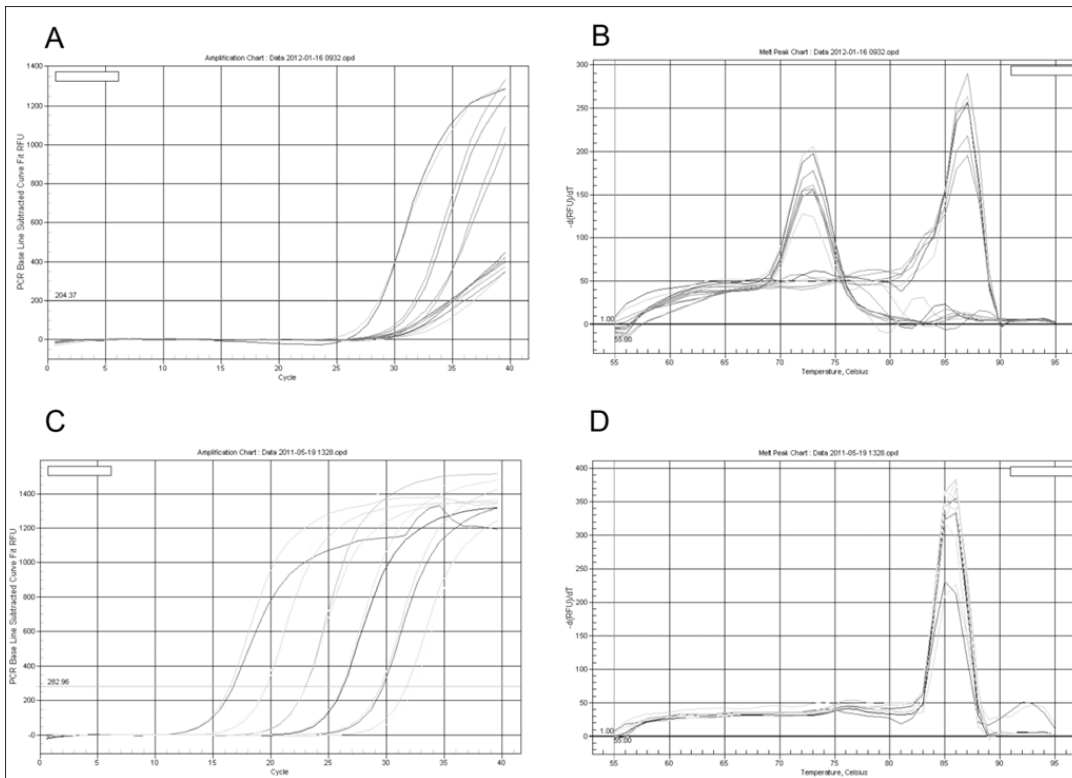 A
Amplification Chart : Data 2012-01-16 0932.opd
PCR Base Line Subtracted Curve Fit RFU
1400
1200
1000
800
600
400
200
0
204.37
0 5 10 15 20 25 30 35 40
Cycle
B
Melt Peak Chart : Data 2012-01-16 0932.opd
-d(RFU)/dT
300
250
200
150
100
50
0
1.00
55.00
55 60 65 70 75 80 85 90 95
Temperature, Celsius
C
Amplification Chart : Data 2011-05-19 1328.opd
PCR Base Line Subtracted Curve Fit RFU
1400
1200
1000
800
600
400
200
-0
282.96
0 5 10 15 20 25 30 35 40
Cycle
D
Melt Peak Chart : Data 2011-05-19 1328.opd
-d(RFU)/dT
400
350
300
250
200
150
100
50
0
1.00
55.00
55 60 65 70 75 80 85 90 95
Temperature, Celsius